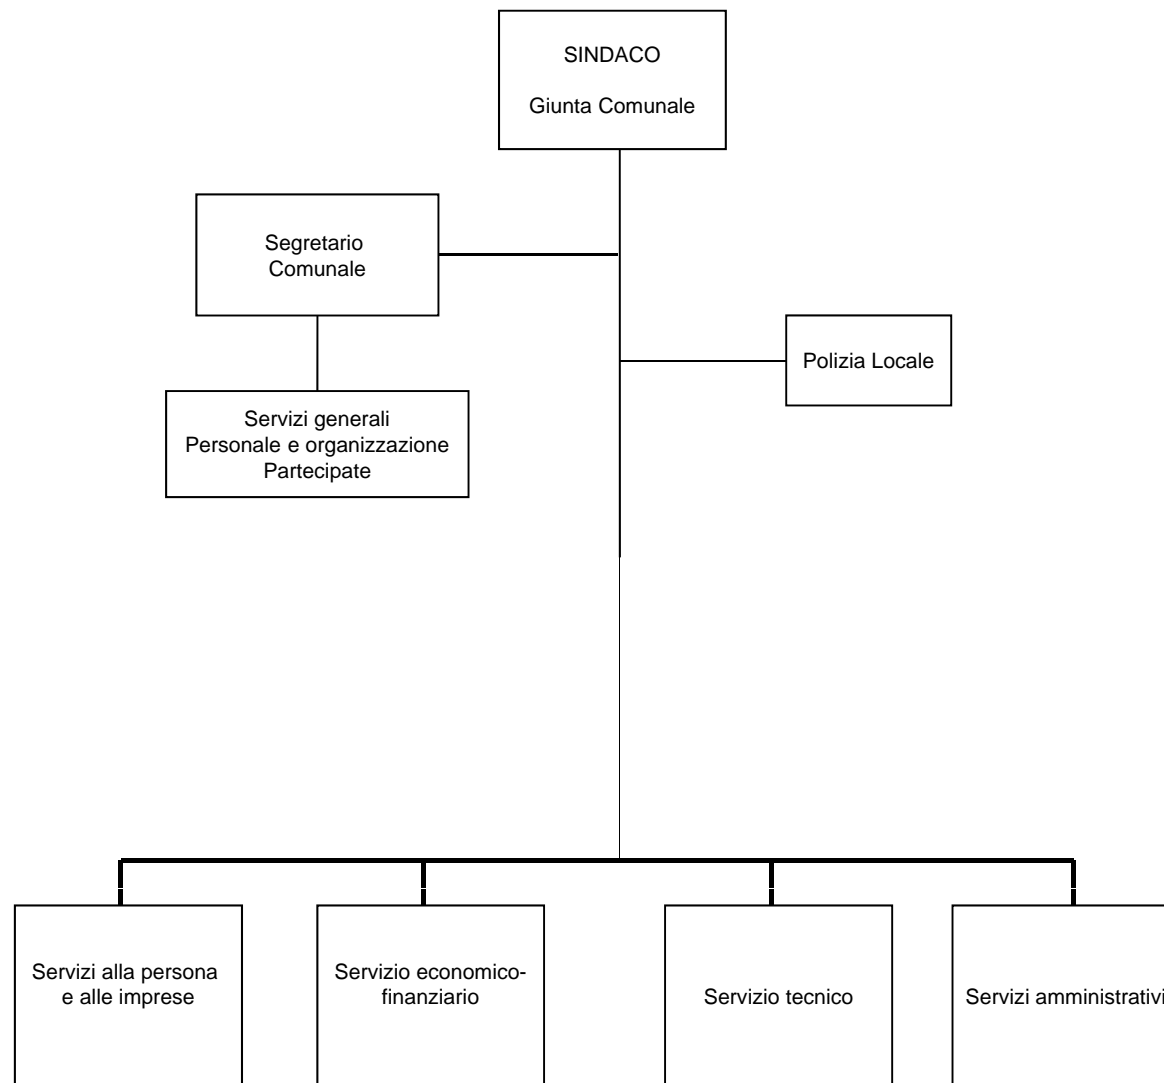 SINDACO
Giunta Comunale
Segretario
Comunale
Polizia Locale
Servizi generali
Personale e organizzazione
Partecipate
Servizi alla persona
e alle imprese
Servizio economico-
finanziario
Servizio tecnico
Servizi amministrativi